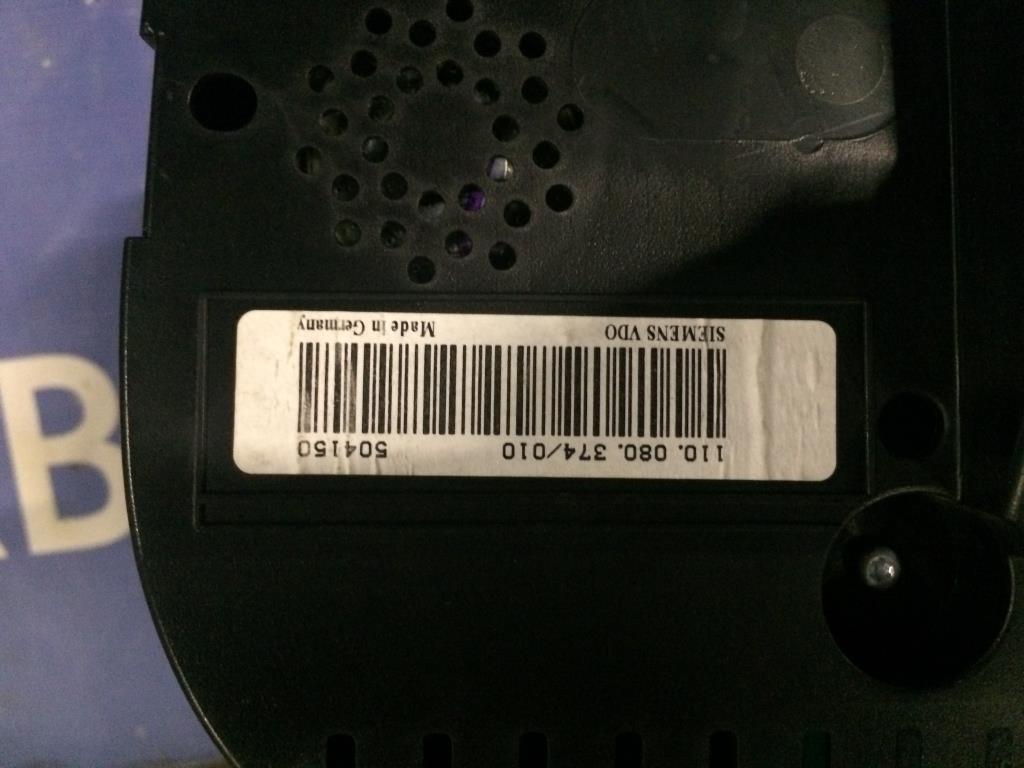 SIEMENS VDO Made in Germany
110. 080. 374/010 504150
B